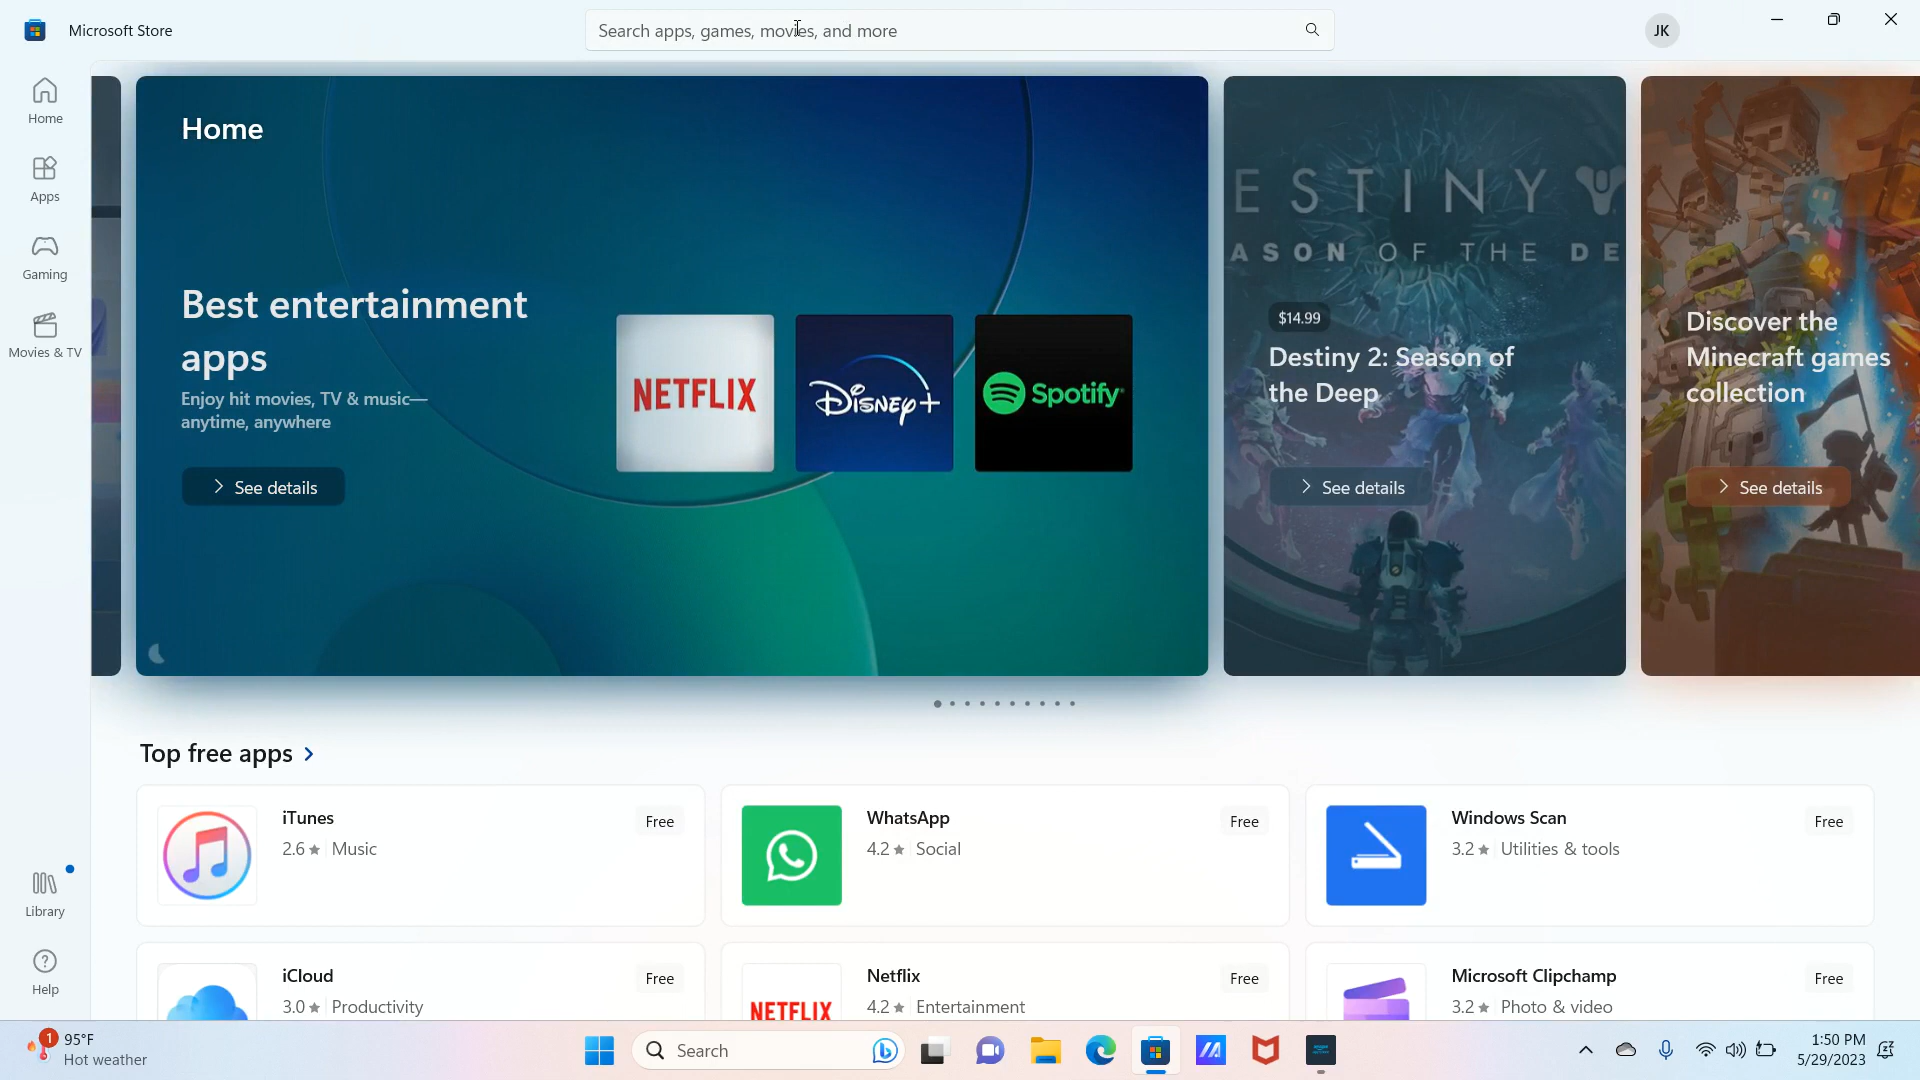 Microsoft Store
Search apps, games, movies, and more
JK
Home
Apps
Gaming
Movies & TV
Library
Help
Home
Best entertainment
apps
Enjoy hit movies, TV & music—
anytime, anywhere
See details
NETFLIX
Disney+
Spotify
ESTINY
ASON OF THE DE
$14.99
Destiny 2: Season of
the Deep
See details
Discover the
Minecraft games
collection
See details
Top free apps
iTunes
Free
2.6 ★ Music
WhatsApp
Free
4.2 ★ Social
Windows Scan
Free
3.2 ★ Utilities & tools
iCloud
Free
3.0 ★ Productivity
NETFLIX
Netflix
Free
4.2 ★ Entertainment
Microsoft Clipchamp
Free
3.2 ★ Photo & video
1
95°F
Hot weather
Search
1:50 PM
5/29/2023